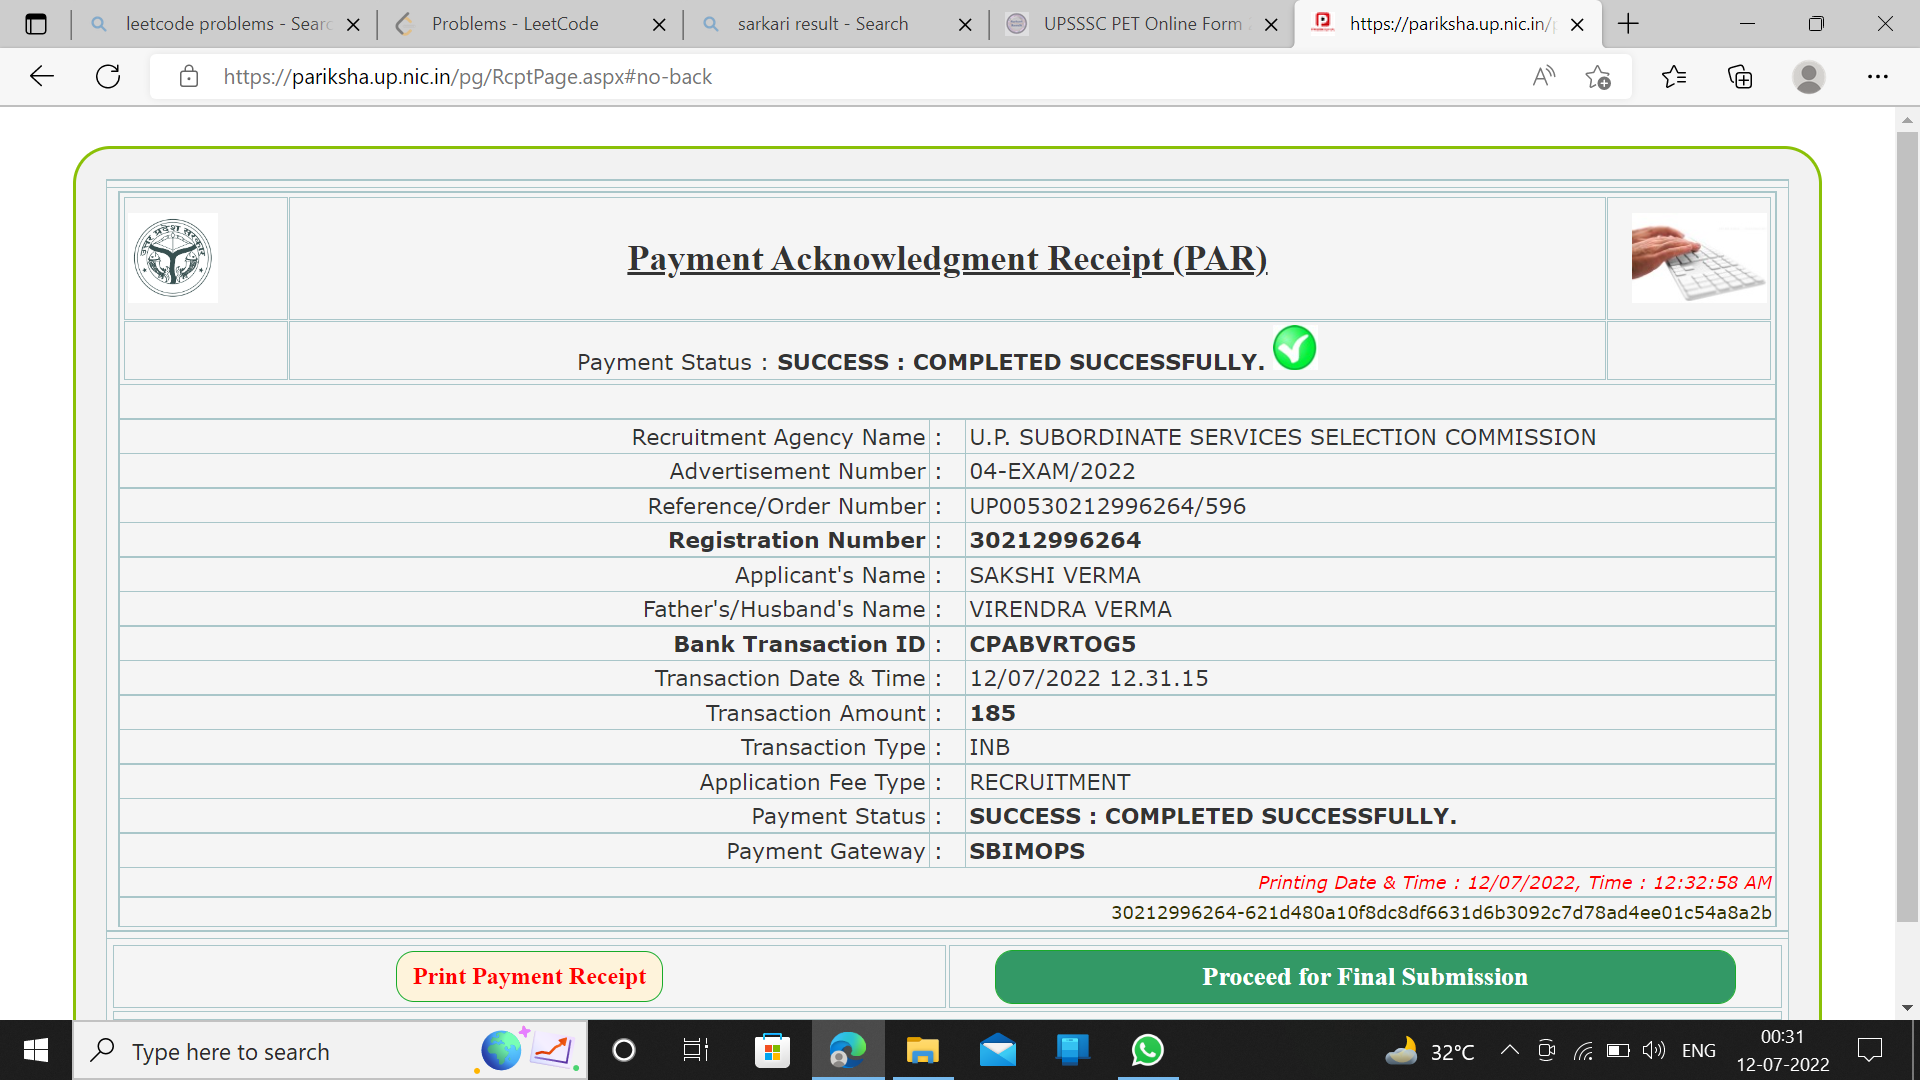 leetcode problems - Searc
Problems - LeetCode
sarkari result - Search
UPSSSC PET Online Form
https://pariksha.up.nic.in/p
https://pariksha.up.nic.in/pg/RcptPage.aspx#no-back
उत्तर प्रदेश सरकार
Payment Acknowledgment Receipt (PAR)
Payment Status : SUCCESS : COMPLETED SUCCESSFULLY.
Recruitment Agency Name : U.P. SUBORDINATE SERVICES SELECTION COMMISSION
Advertisement Number : 04-EXAM/2022
Reference/Order Number : UP00530212996264/596
Registration Number : 30212996264
Applicant's Name : SAKSHI VERMA
Father's/Husband's Name : VIRENDRA VERMA
Bank Transaction ID : CPABVRTOG5
Transaction Date & Time : 12/07/2022 12.31.15
Transaction Amount : 185
Transaction Type : INB
Application Fee Type : RECRUITMENT
Payment Status : SUCCESS : COMPLETED SUCCESSFULLY.
Payment Gateway : SBIMOPS
Printing Date & Time : 12/07/2022, Time : 12:32:58 AM
30212996264-621d480a10f8dc8df6631d6b3092c7d78ad4ee01c54a8a2b
Print Payment Receipt
Proceed for Final Submission
Type here to search
32°C
ENG
00:31
12-07-2022